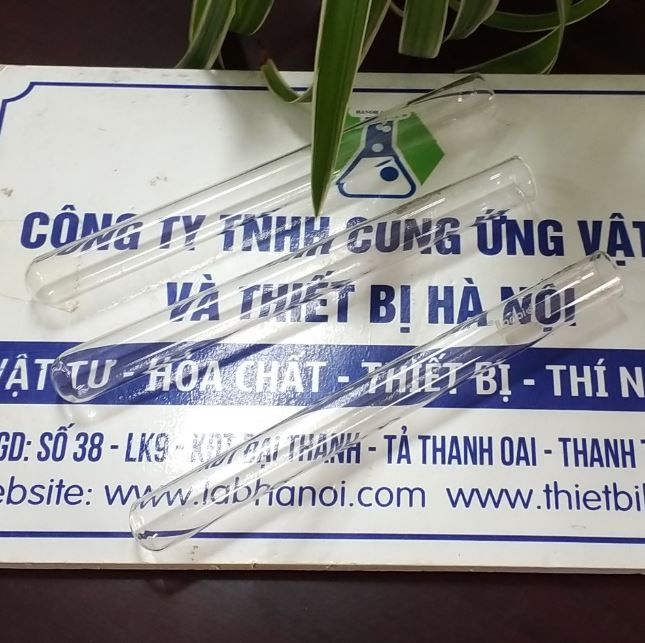 CÔNG TY TNHH CUNG ỨNG VẬT
VÀ THIẾT BỊ HÀ NỘI
VẬT TƯ - HÓA CHẤT - THIẾT BỊ - THÍ N
GD: SỐ 38 - LK9 - KĐT ĐẠI THANH - TẢ THANH OAI - THANH T
ebsite: www.labhanoi.com www.thietbil